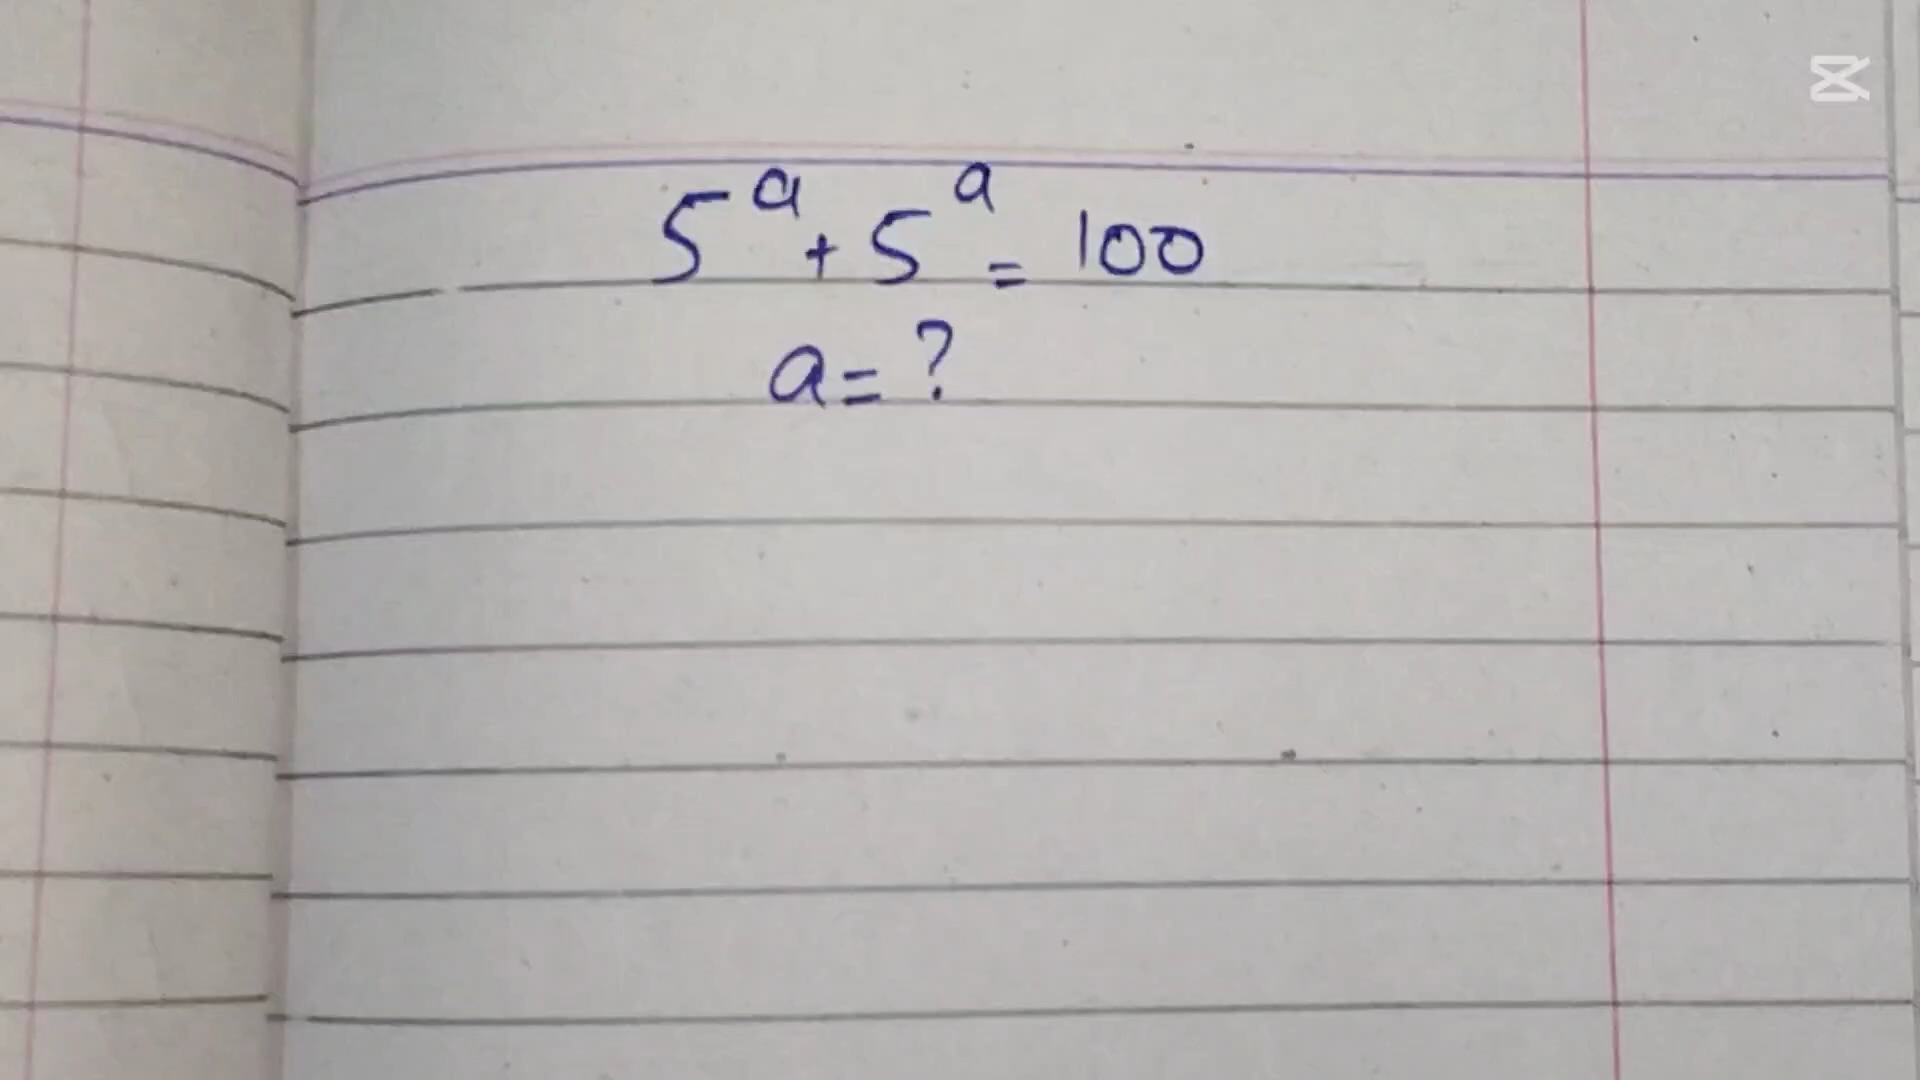 5^a + 5^a = 100
a = ?